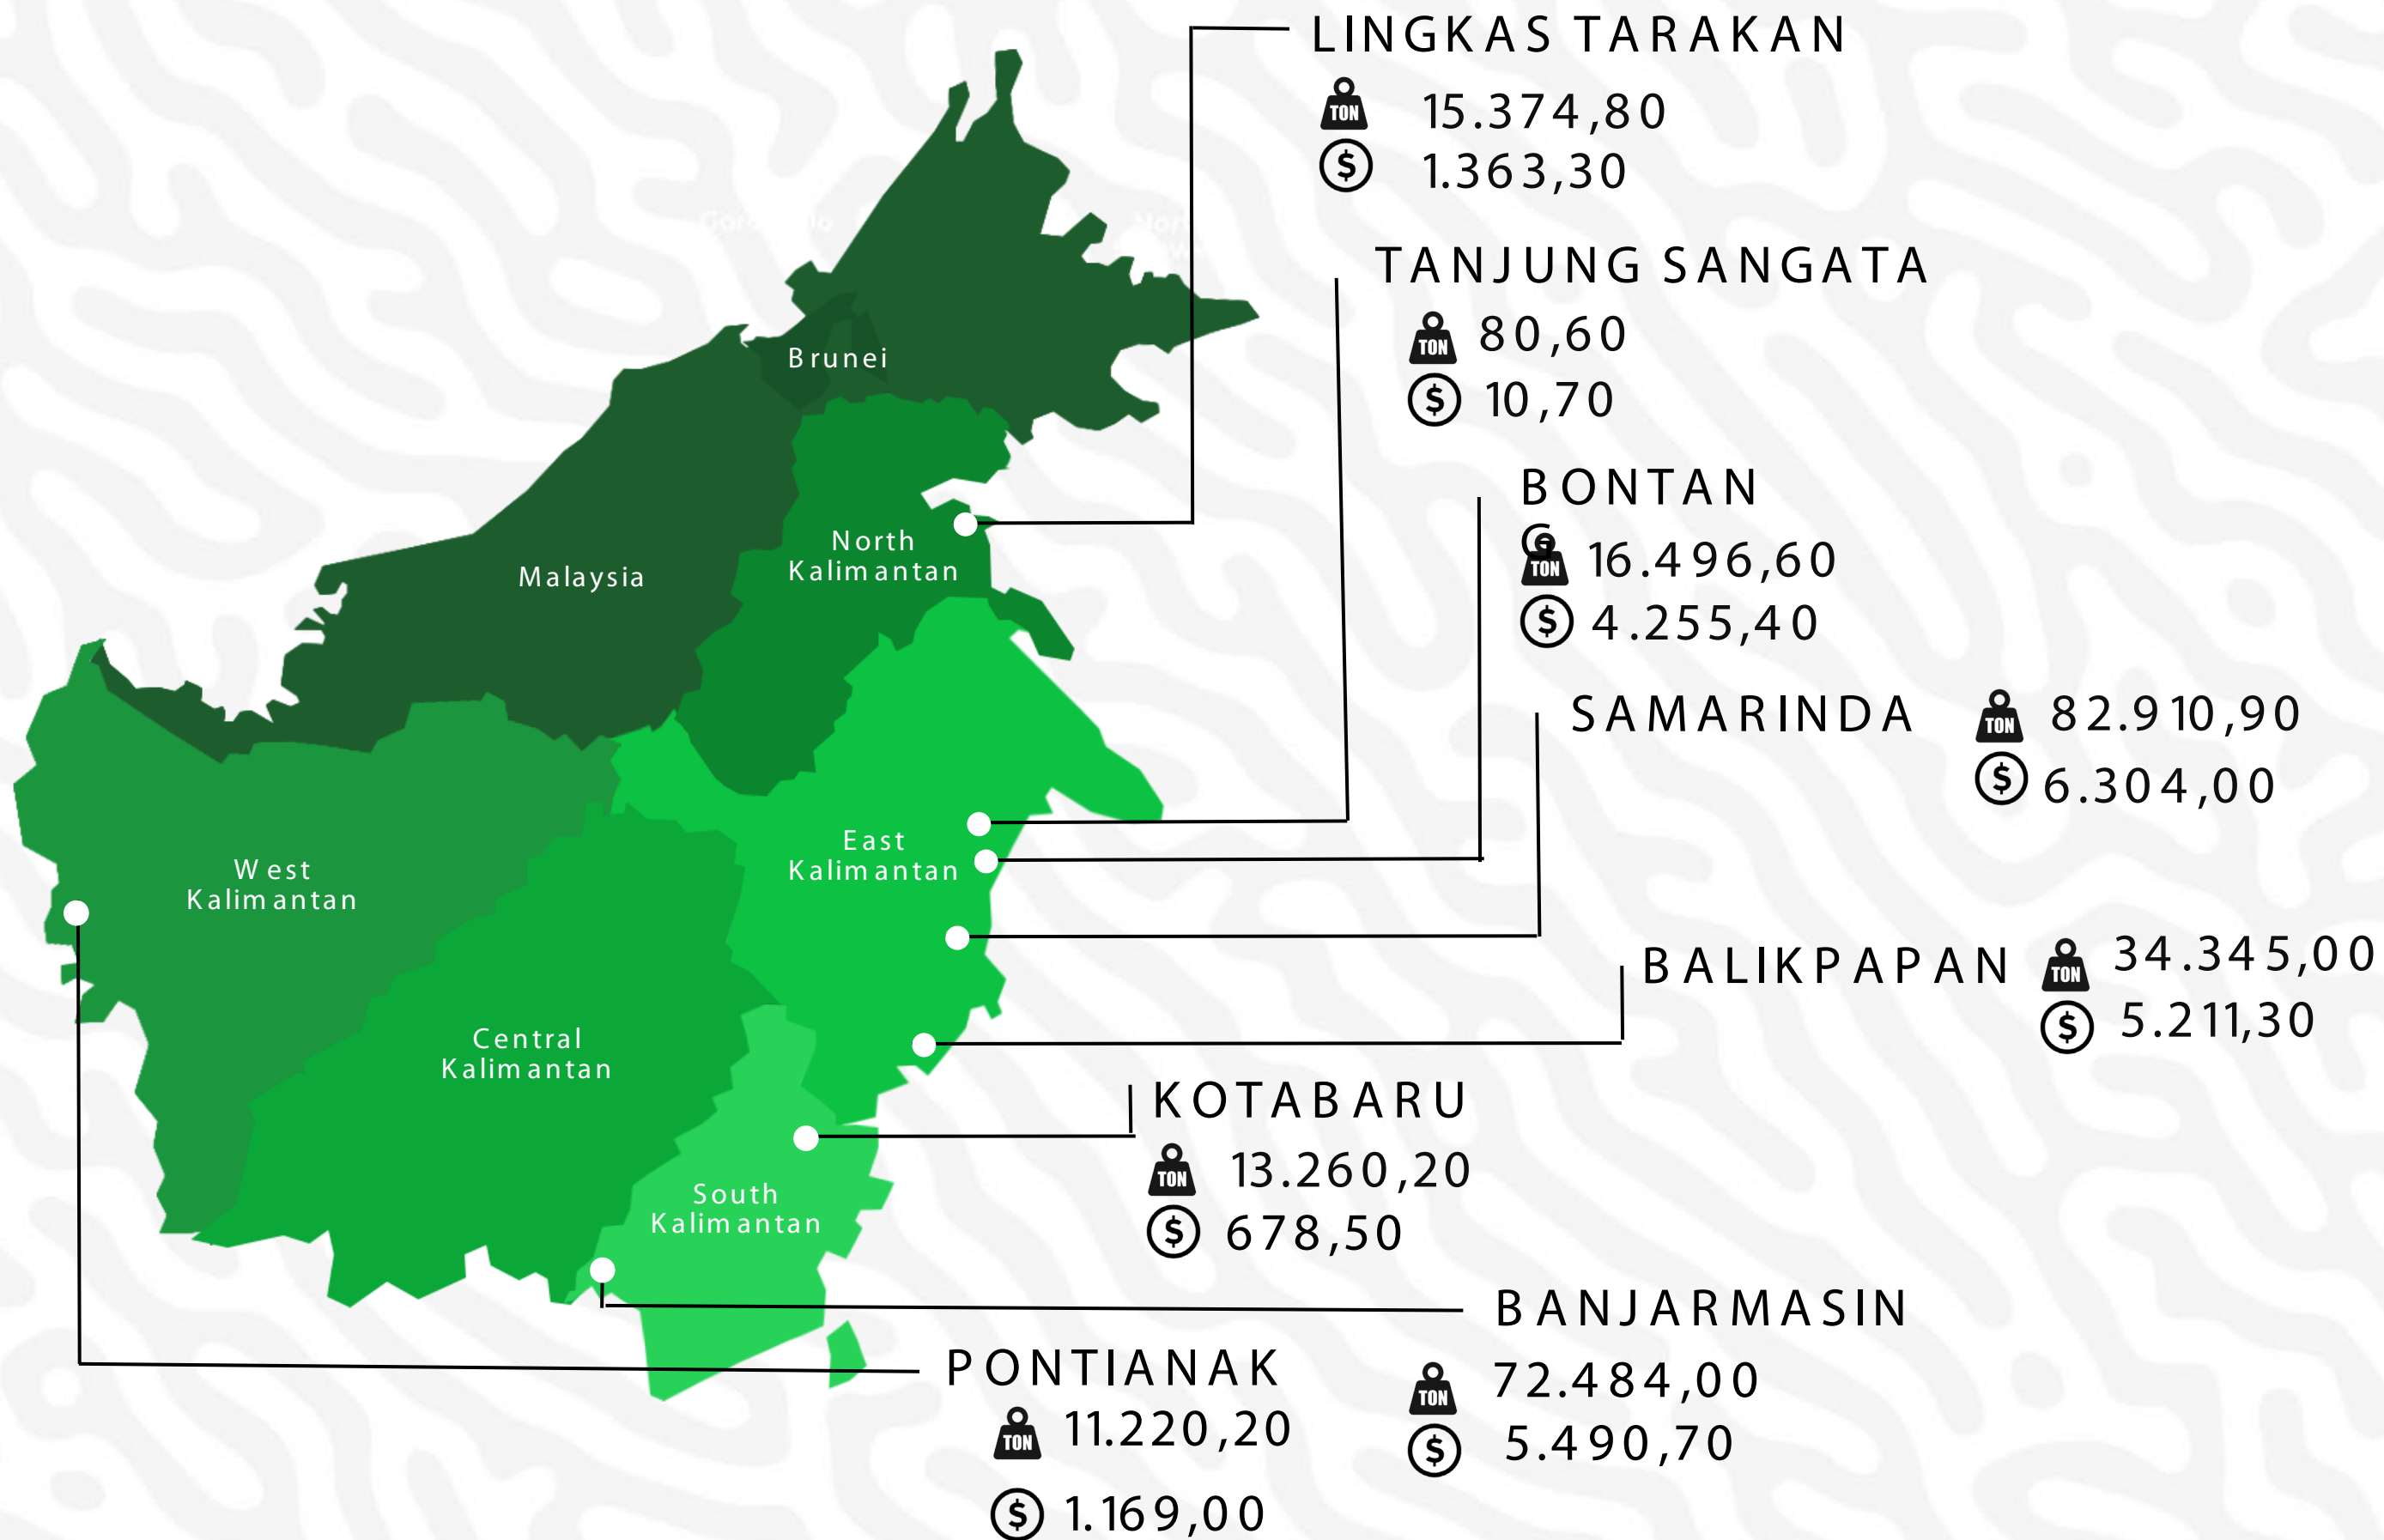 LINGKAS TARAKAN
TON 15.374,80
$ 1.363,30
TANJUNG SANGATA
TON 80,60
$ 10,70
BONTAN
G
TON 16.496,60
$ 4.255,40
SAMARINDA
TON 82.910,90
$ 6.304,00
BALIKPAPAN
TON 34.345,00
$ 5.211,30
KOTABARU
TON 13.260,20
$ 678,50
BANJARMASIN
TON 72.484,00
$ 5.490,70
PONTIANAK
TON 11.220,20
$ 1.169,00
Brunei
Malaysia
North
Kalimantan
East
Kalimantan
West
Kalimantan
Central
Kalimantan
South
Kalimantan